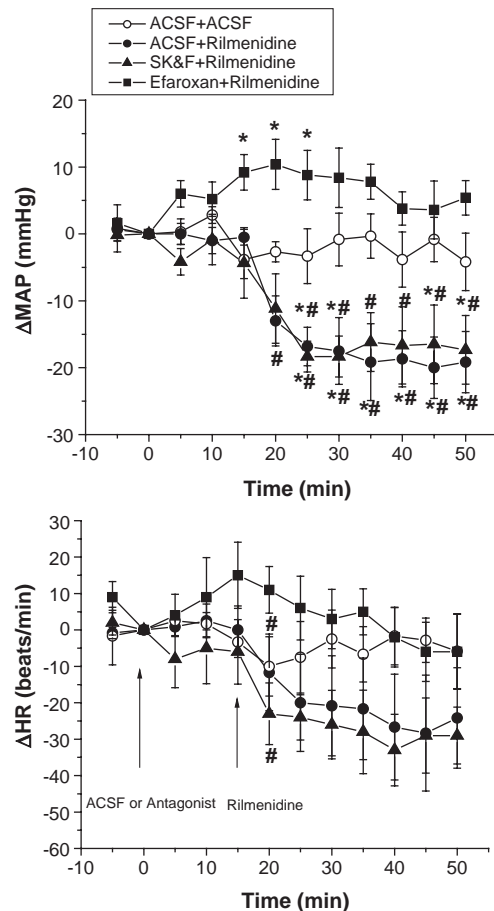 ACSF+ACSF
ACSF+Rilmenidine
SK&F+Rilmenidine
Efaroxan+Rilmenidine
20
10
0
-10
-20
-30
ΔMAP (mmHg)
* * *
*# *# # # *# *#
#
*# *# *# *# *# *#
-10 0 10 20 30 40 50
Time (min)
30
20
10
0
-10
-20
-30
-40
-50
-60
ΔHR (beats/min)
#
#
ACSF or Antagonist Rilmenidine
-10 0 10 20 30 40 50
Time (min)